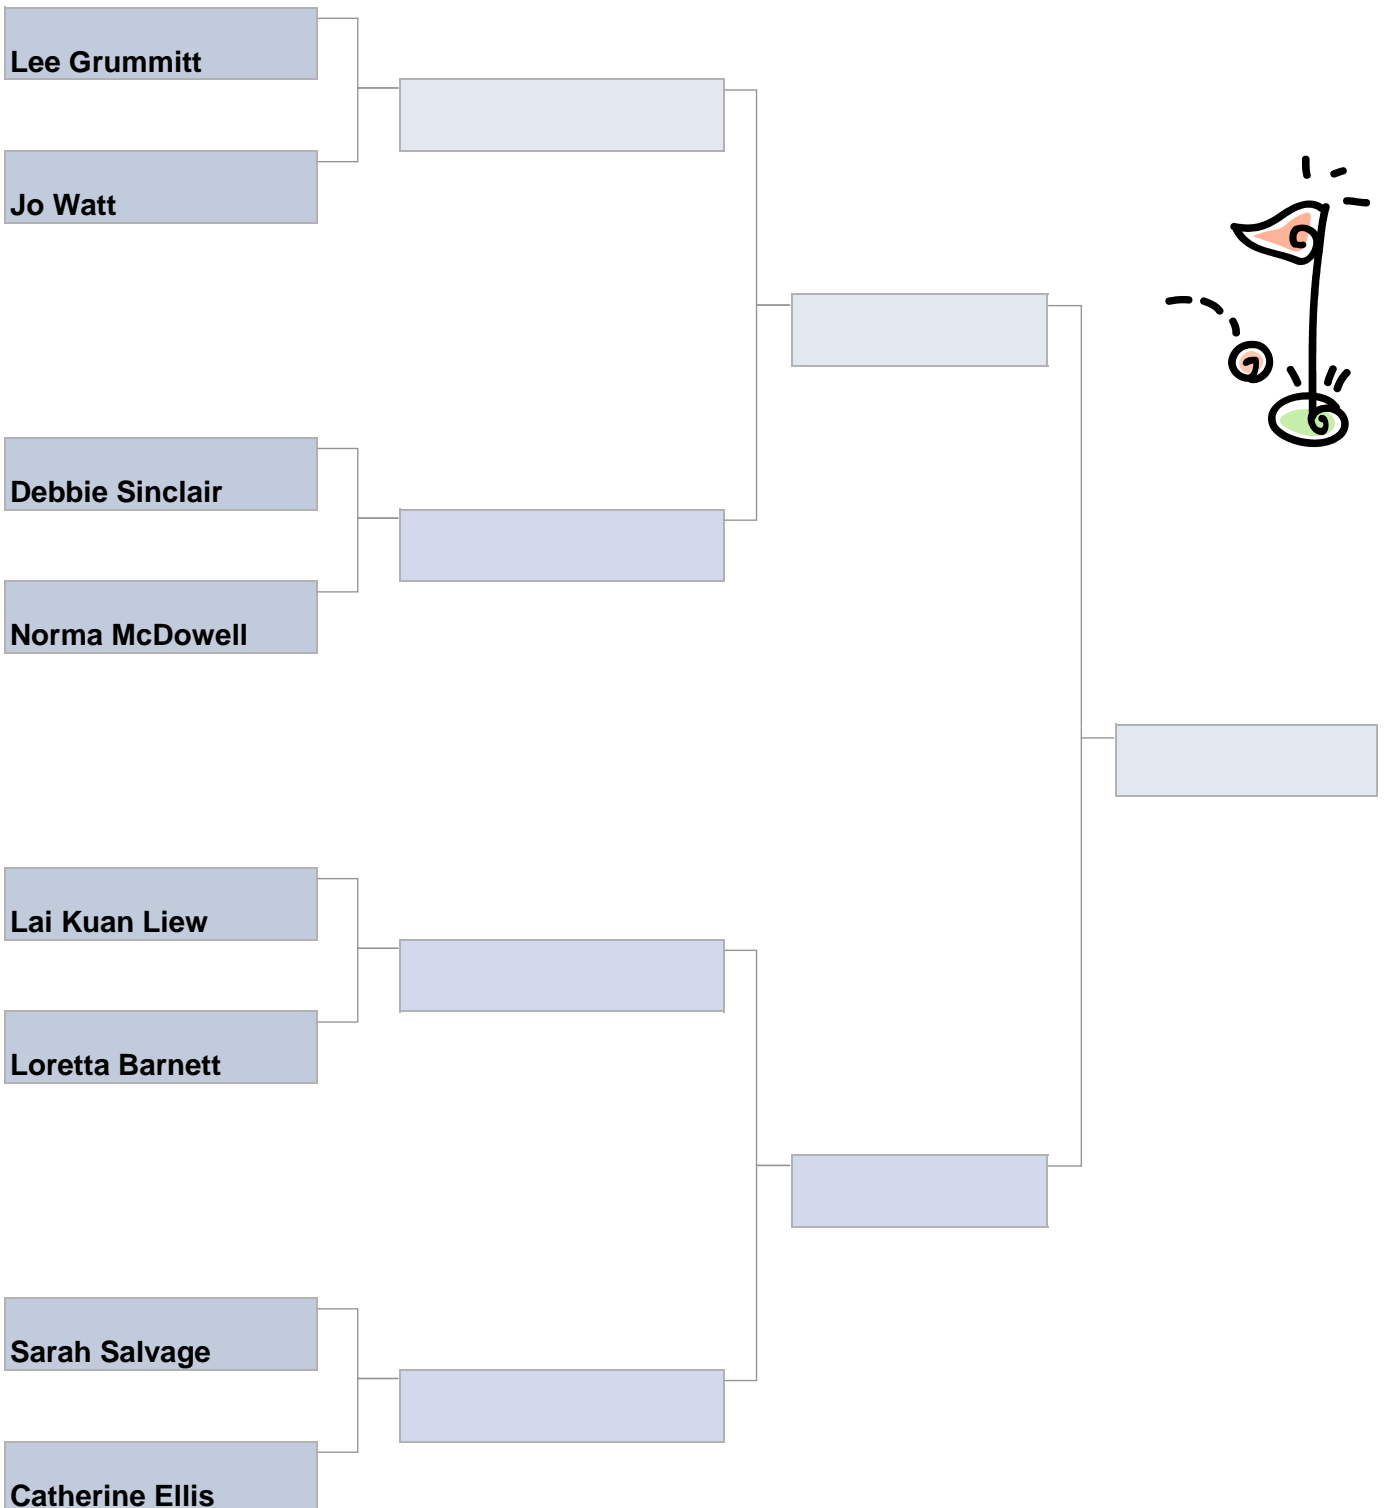 Lee Grummitt
Jo Watt
Debbie Sinclair
Norma McDowell
Lai Kuan Liew
Loretta Barnett
Sarah Salvage
Catherine Ellis